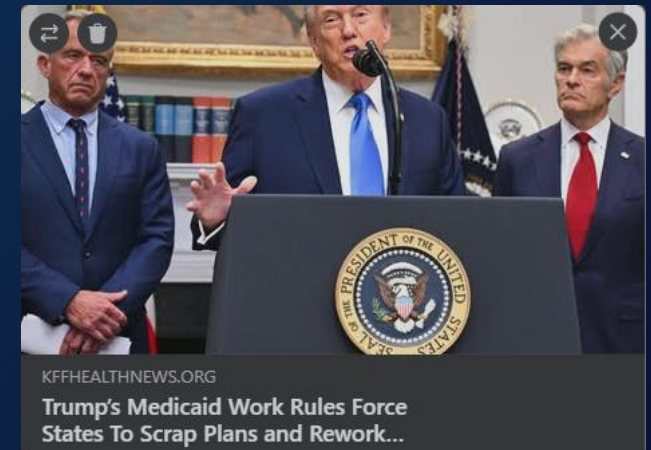 SEAL OF THE PRESIDENT OF THE UNITED STATES
KFFHEALTHNEWS.ORG
Trump's Medicaid Work Rules Force
States To Scrap Plans and Rework...